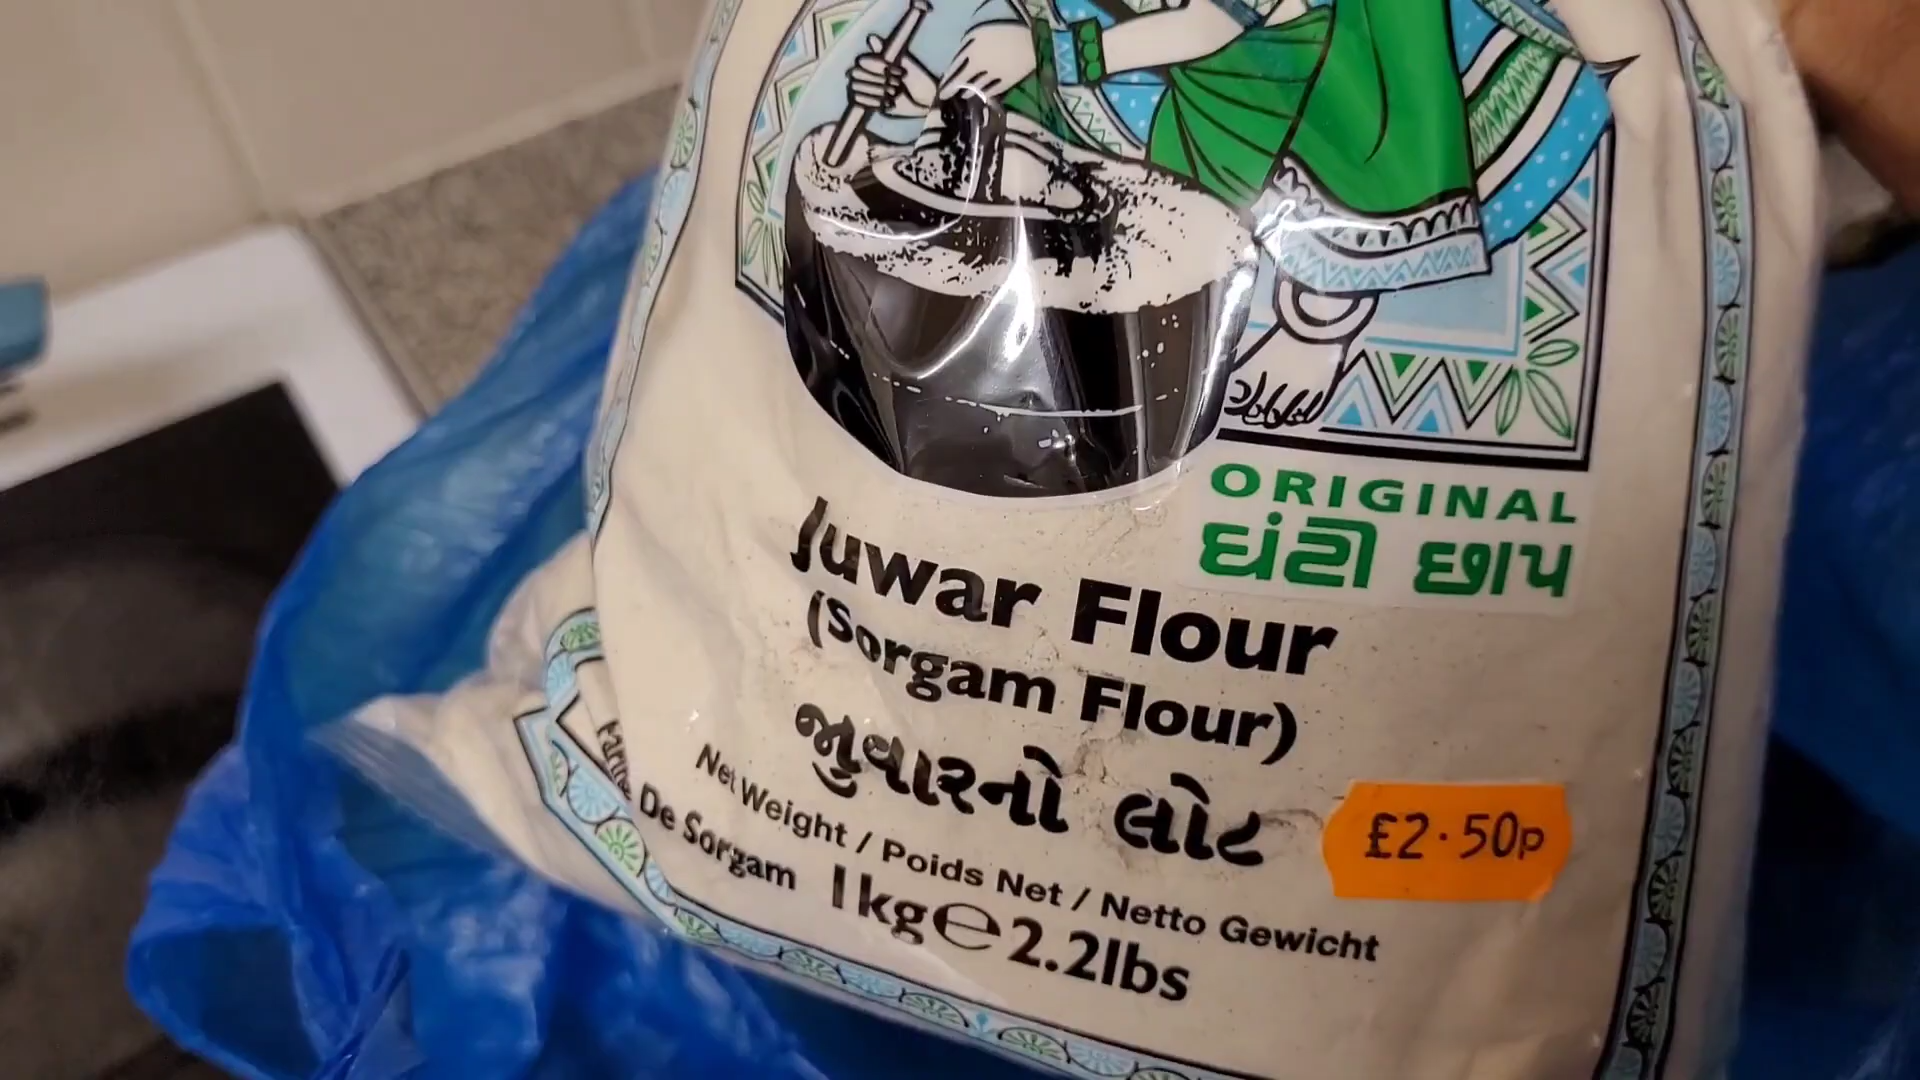 ORIGINAL
ઘંટી છાપ
Juwar Flour
(Sorgam Flour)
જુવારનો લોટ
£2·50p
Net Weight / Poids Net / Netto Gewicht
Farine De Sorgam 1kg℮2.2lbs